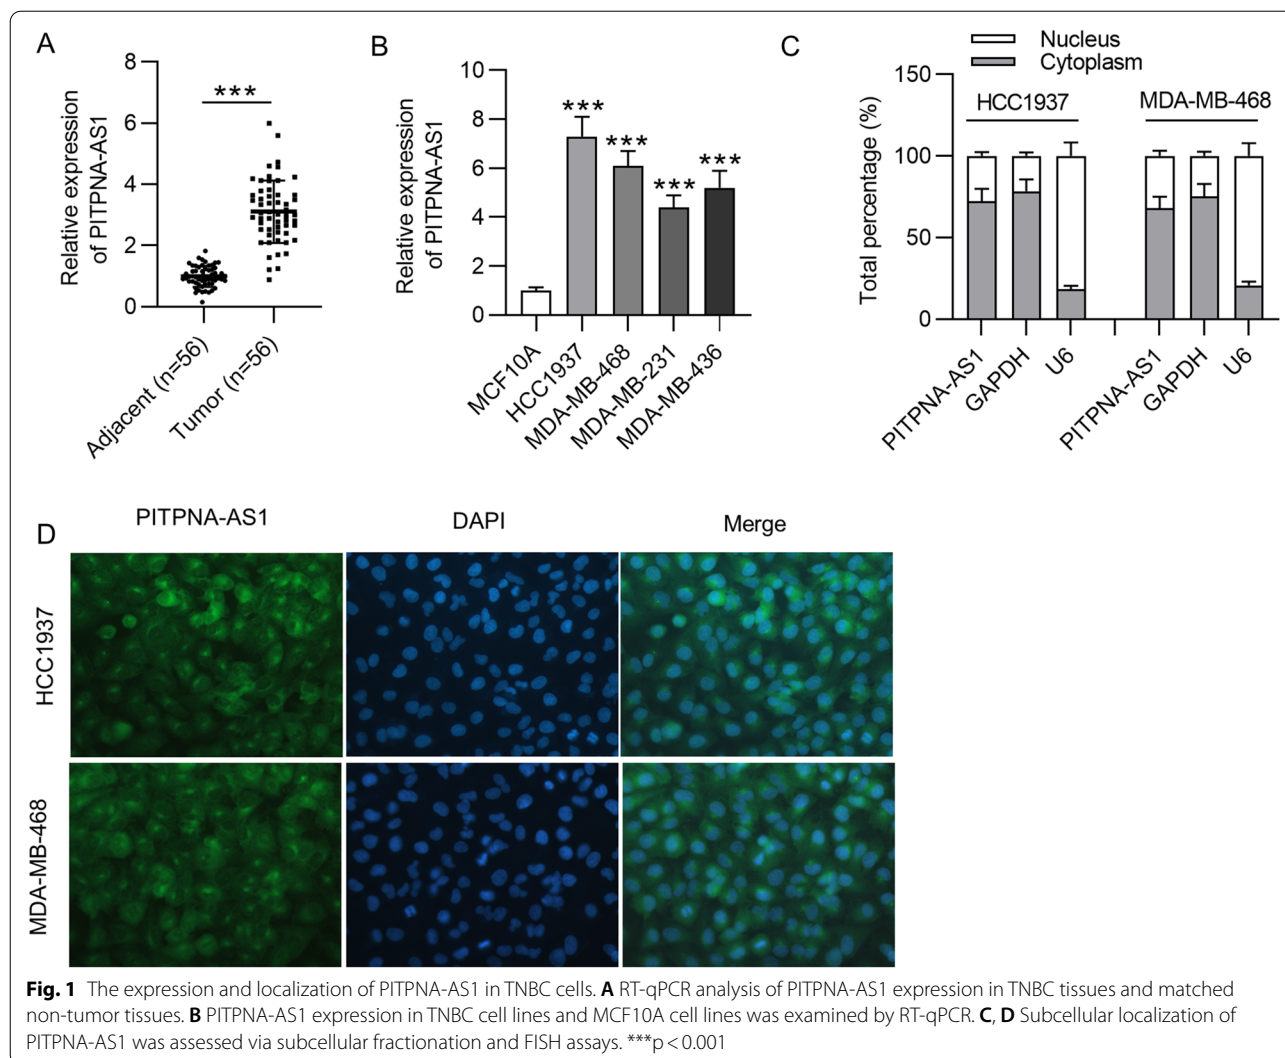 A
Relative expression
of PITPNA-AS1
8
6
4
2
0
***
Adjacent (n=56)
Tumor (n=56)
B
Relative expression
of PITPNA-AS1
10
8
6
4
2
0
***
***
***
***
MCF10A
HCC1937
MDA-MB-468
MDA-MB-231
MDA-MB-436
C
Nucleus
Cytoplasm
Total percentage (%)
150
100
50
0
HCC1937
MDA-MB-468
PITPNA-AS1
GAPDH
U6
PITPNA-AS1
GAPDH
U6
D
PITPNA-AS1
DAPI
Merge
HCC1937
MDA-MB-468
Fig. 1 The expression and localization of PITPNA-AS1 in TNBC cells. A RT-qPCR analysis of PITPNA-AS1 expression in TNBC tissues and matched
non-tumor tissues. B PITPNA-AS1 expression in TNBC cell lines and MCF10A cell lines was examined by RT-qPCR. C, D Subcellular localization of
PITPNA-AS1 was assessed via subcellular fractionation and FISH assays. ***p < 0.001